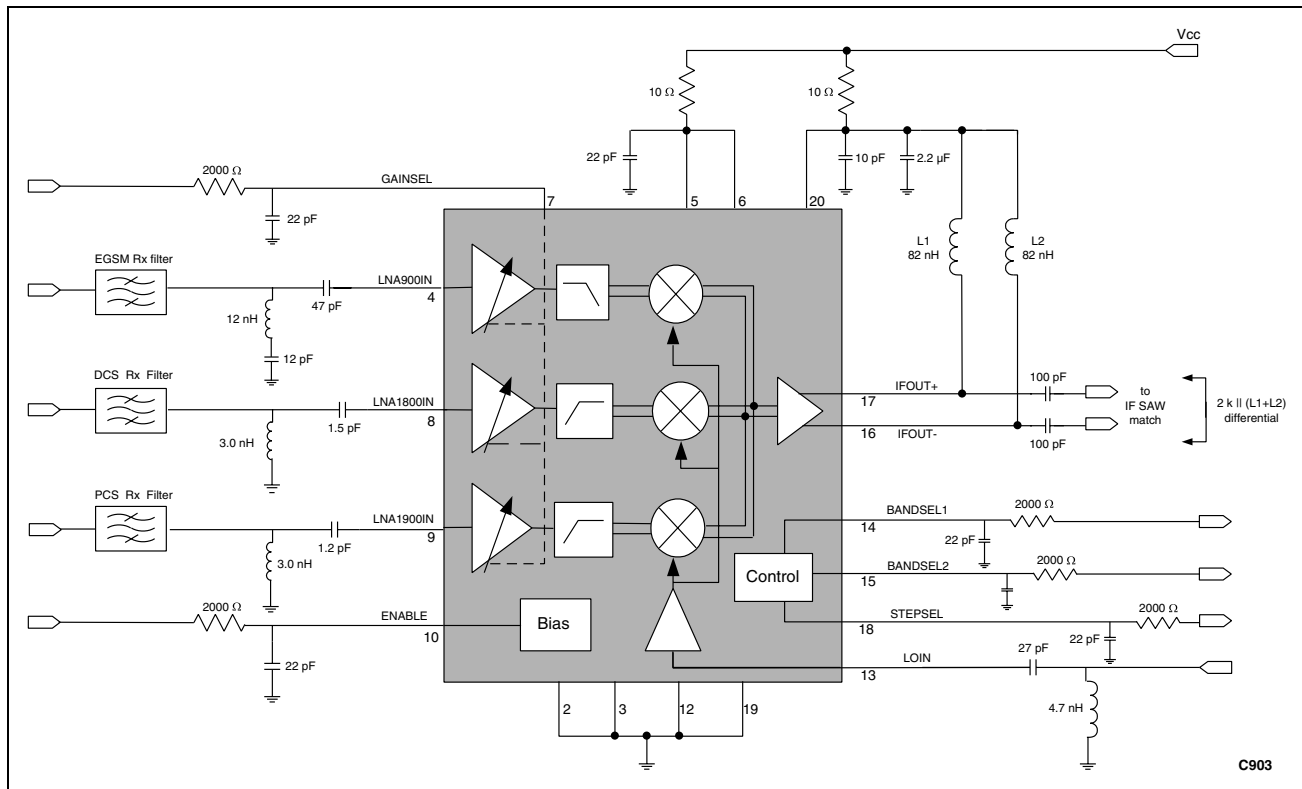 Vcc
10 Ω
10 Ω
22 pF
10 pF
2.2 µF
2000 Ω
GAINSEL
7
5
6
20
22 pF
L1
82 nH
L2
82 nH
EGSM Rx filter
LNA900IN
4
47 pF
12 nH
12 pF
DCS Rx Filter
LNA1800IN
8
1.5 pF
3.0 nH
IFOUT+
17
100 pF
to
IF SAW
match
2 k || (L1+L2)
differential
16
IFOUT-
100 pF
PCS Rx Filter
LNA1900IN
9
1.2 pF
3.0 nH
BANDSEL1
14
2000 Ω
22 pF
Control
BANDSEL2
15
2000 Ω
2000 Ω
ENABLE
10
22 pF
Bias
STEPSEL
18
2000 Ω
22 pF
LOIN
13
27 pF
4.7 nH
2
3
12
19
C903